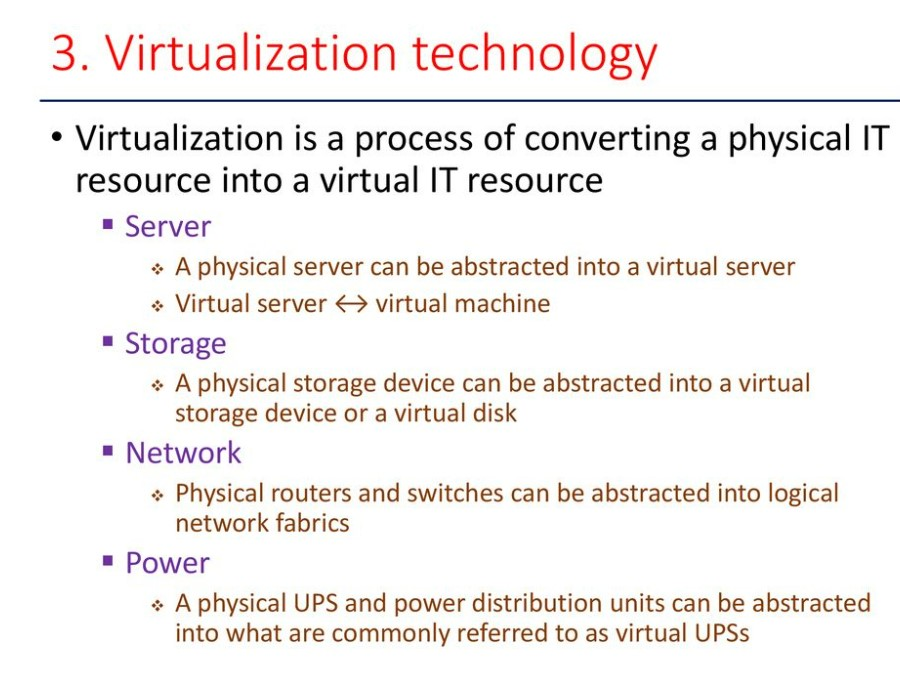 3. Virtualization technology
• Virtualization is a process of converting a physical IT
resource into a virtual IT resource
▪ Server
❖ A physical server can be abstracted into a virtual server
❖ Virtual server ↔ virtual machine
▪ Storage
❖ A physical storage device can be abstracted into a virtual
storage device or a virtual disk
▪ Network
❖ Physical routers and switches can be abstracted into logical
network fabrics
▪ Power
❖ A physical UPS and power distribution units can be abstracted
into what are commonly referred to as virtual UPSs